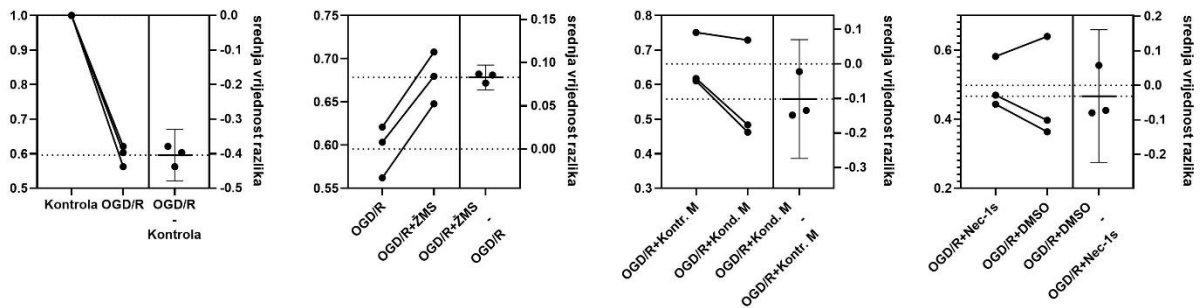 1.0
0.9
0.8
0.7
0.6
0.5
0.0
-0.1
-0.2
-0.3
-0.4
-0.5
srednja vrijednost razlika
Kontrola OGD/R
OGD/R
-
Kontrola
0.75
0.70
0.65
0.60
0.55
0.15
0.10
0.05
0.00
srednja vrijednost razlika
OGD/R
OGD/R+ŽMS
OGD/R+ŽMS
-
OGD/R
0.8
0.7
0.6
0.5
0.4
0.3
0.1
0.0
-0.1
-0.2
-0.3
srednja vrijednost razlika
OGD/R+Kontr. M
OGD/R+Kond. M
OGD/R+Kond. M
-
OGD/R+Kontr. M
0.6
0.4
0.2
0.2
0.1
0.0
-0.1
-0.2
srednja vrijednost razlika
OGD/R+Nec-1s
OGD/R+DMSO
OGD/R+DMSO
-
OGD/R+Nec-1s